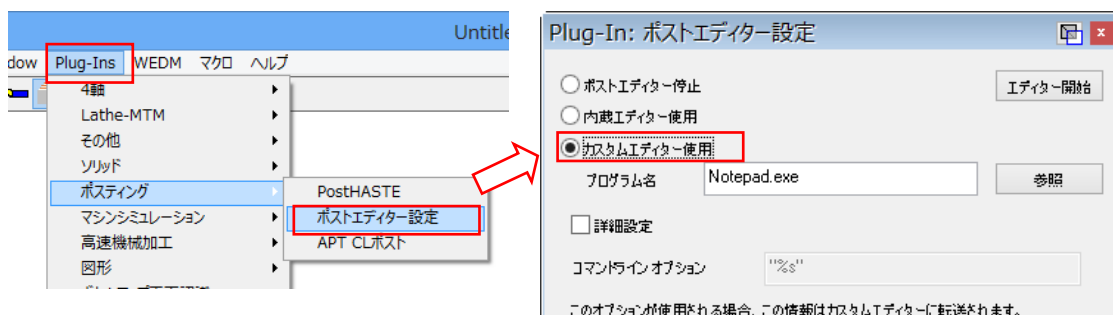 Untitle
dow Plug-Ins WEDM マクロ ヘルプ
4軸
Lathe-MTM
その他
ソリッド
ポスティング
マシンシミュレーション
高速機械加工
図形
PostHASTE
ポストエディター設定
APT CLポスト
Plug-In: ポストエディター設定
ポストエディター停止
エディター開始
内蔵エディター使用
カスタムエディター使用
プログラム名
Notepad.exe
参照
詳細設定
コマンドライン オプション
"%s"
このオプションが使用される場合、この情報はカスタムエディターに転送されます。